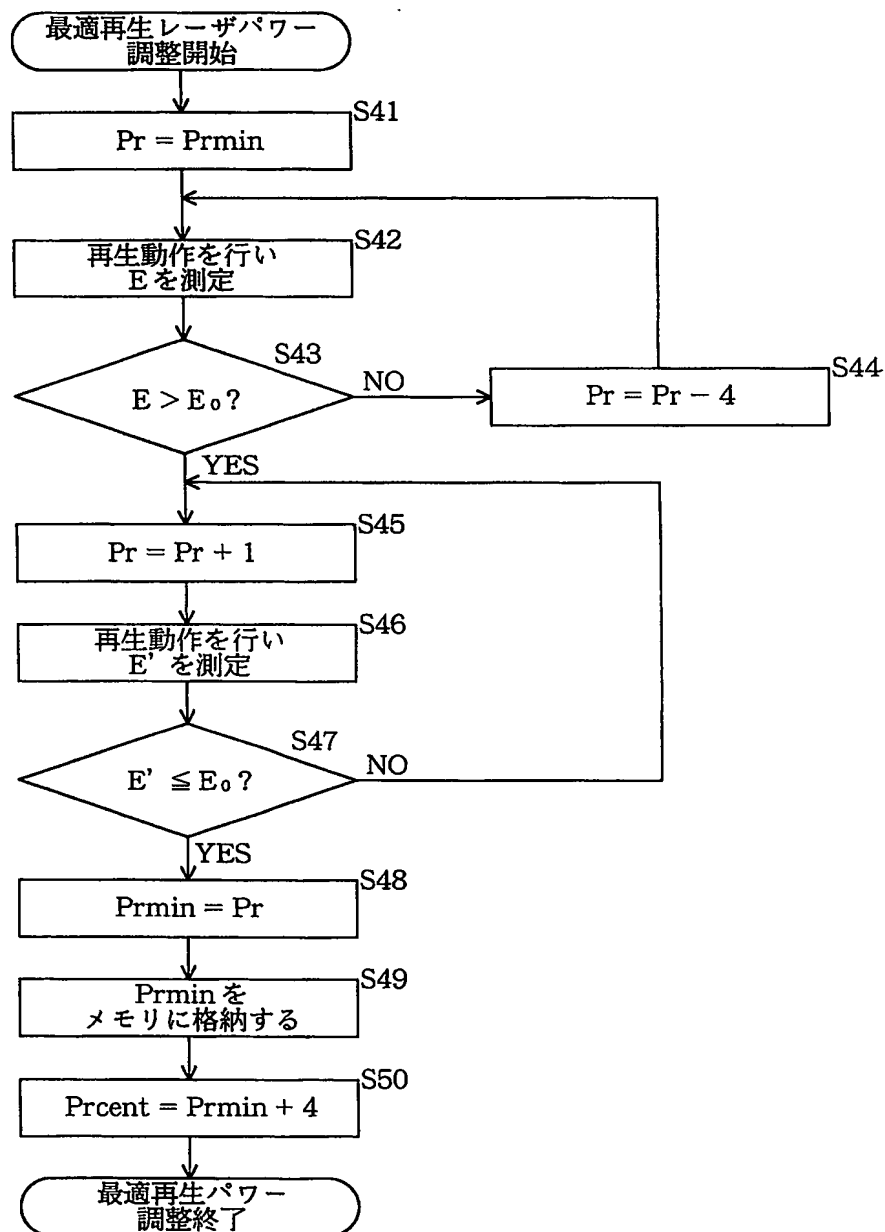 最適再生レーザパワー
調整開始
S41
Pr = Prmin
S42
再生動作を行い
Eを測定
S43
E > E₀?
NO
S44
Pr = Pr − 4
YES
S45
Pr = Pr + 1
S46
再生動作を行い
E' を測定
S47
E' ≦ E₀?
NO
YES
S48
Prmin = Pr
S49
Prminを
メモリに格納する
S50
Prcent = Prmin + 4
最適再生パワー
調整終了